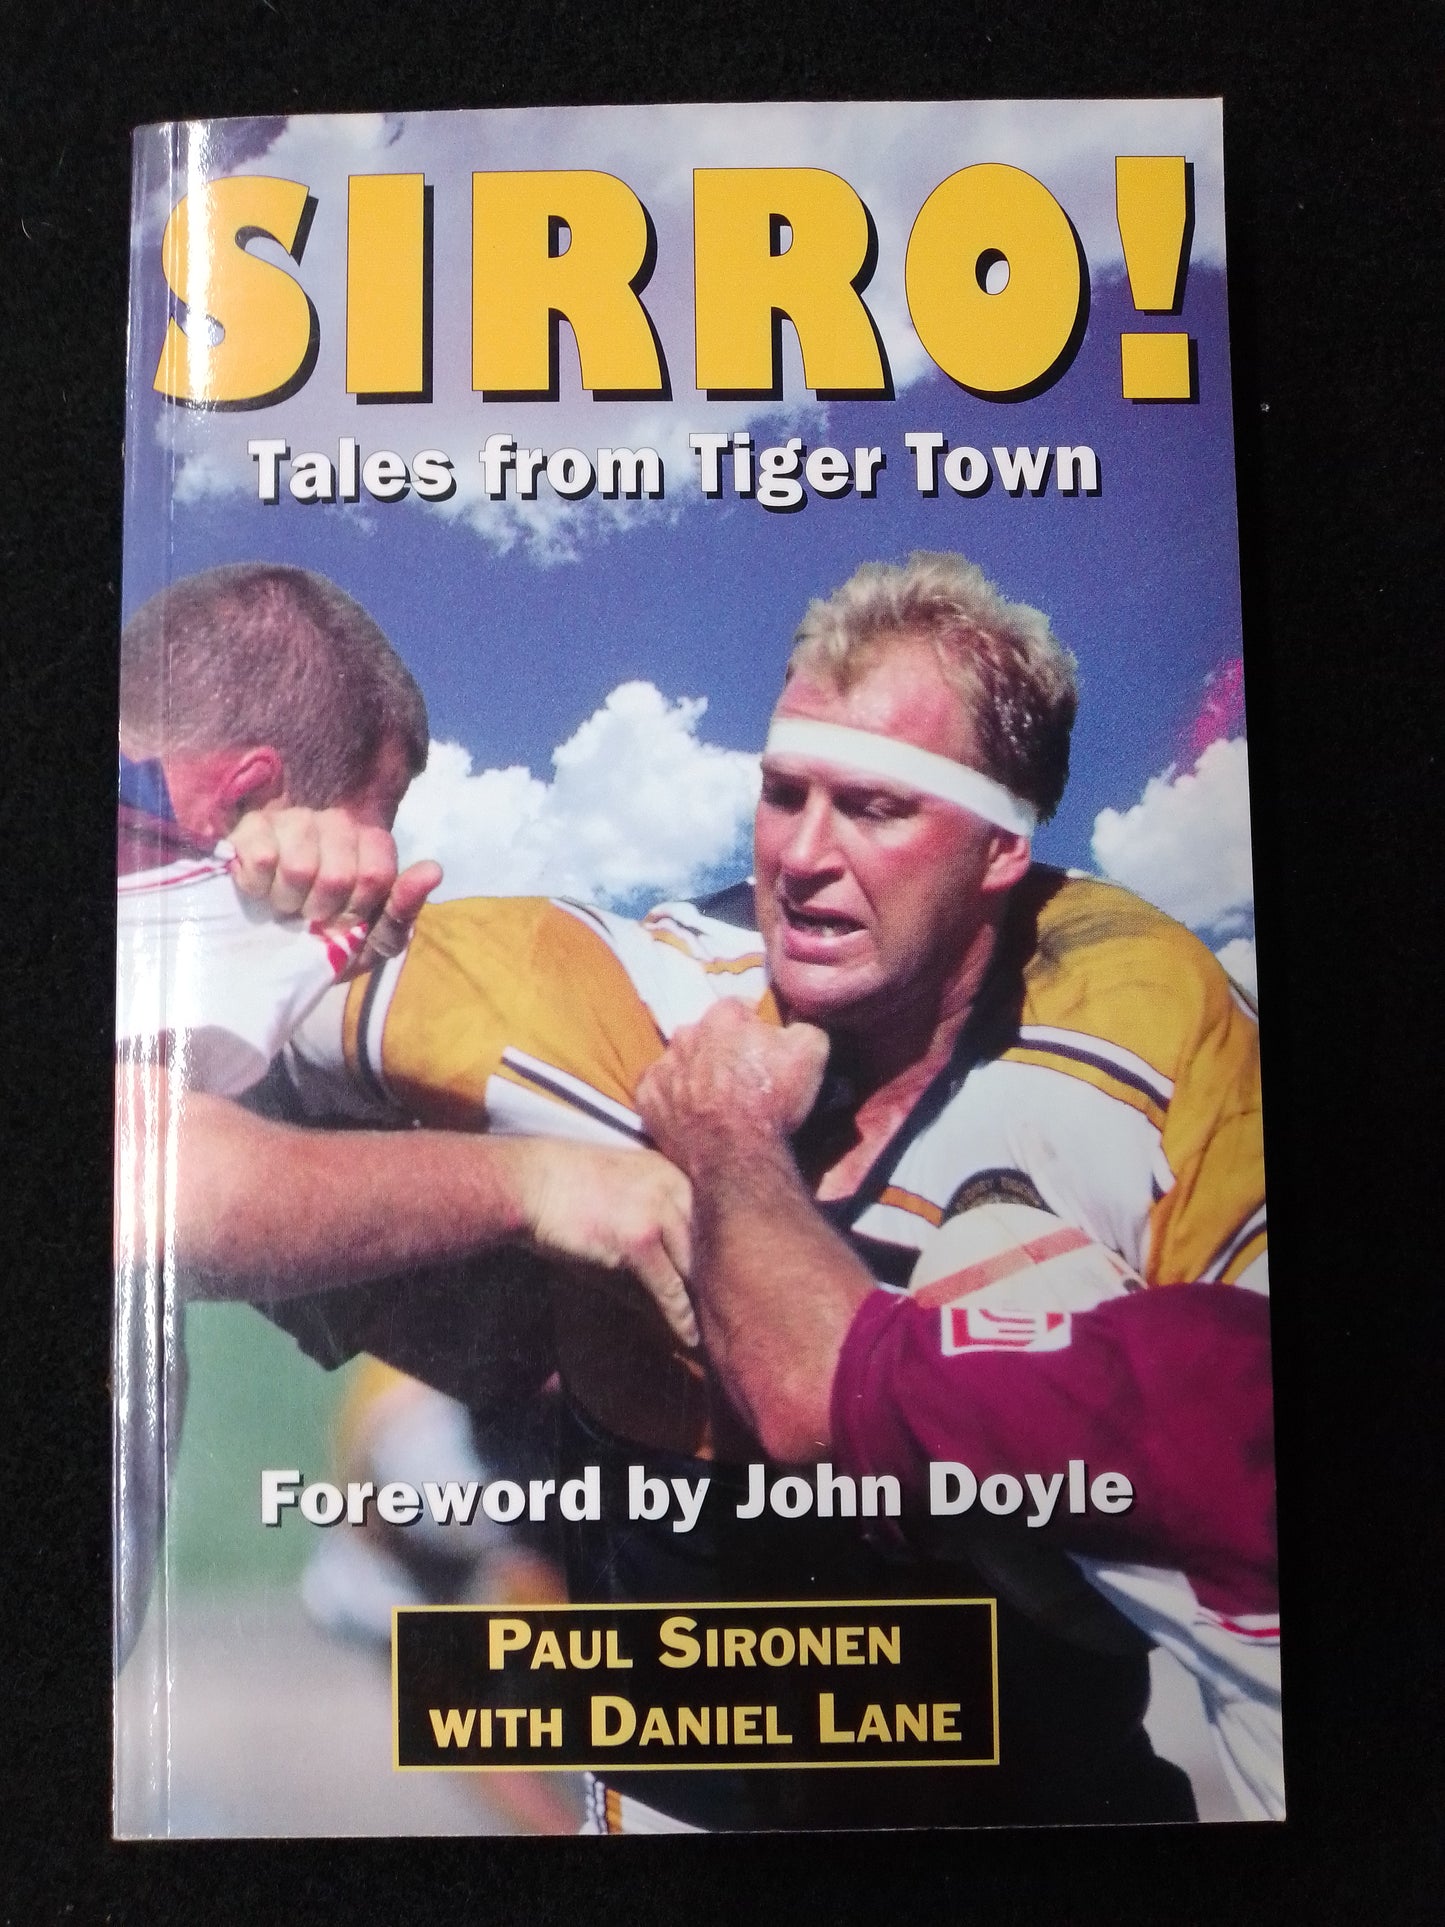 SIRRO!
Tales from Tiger Town
Foreword by John Doyle
PAUL SIRONEN
WITH DANIEL LANE